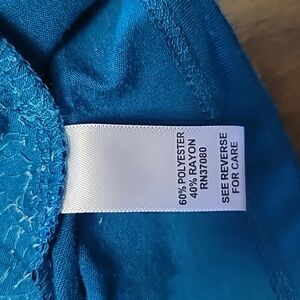 60% POLYESTER
40% RAYON
RN37080
SEE REVERSE
FOR CARE